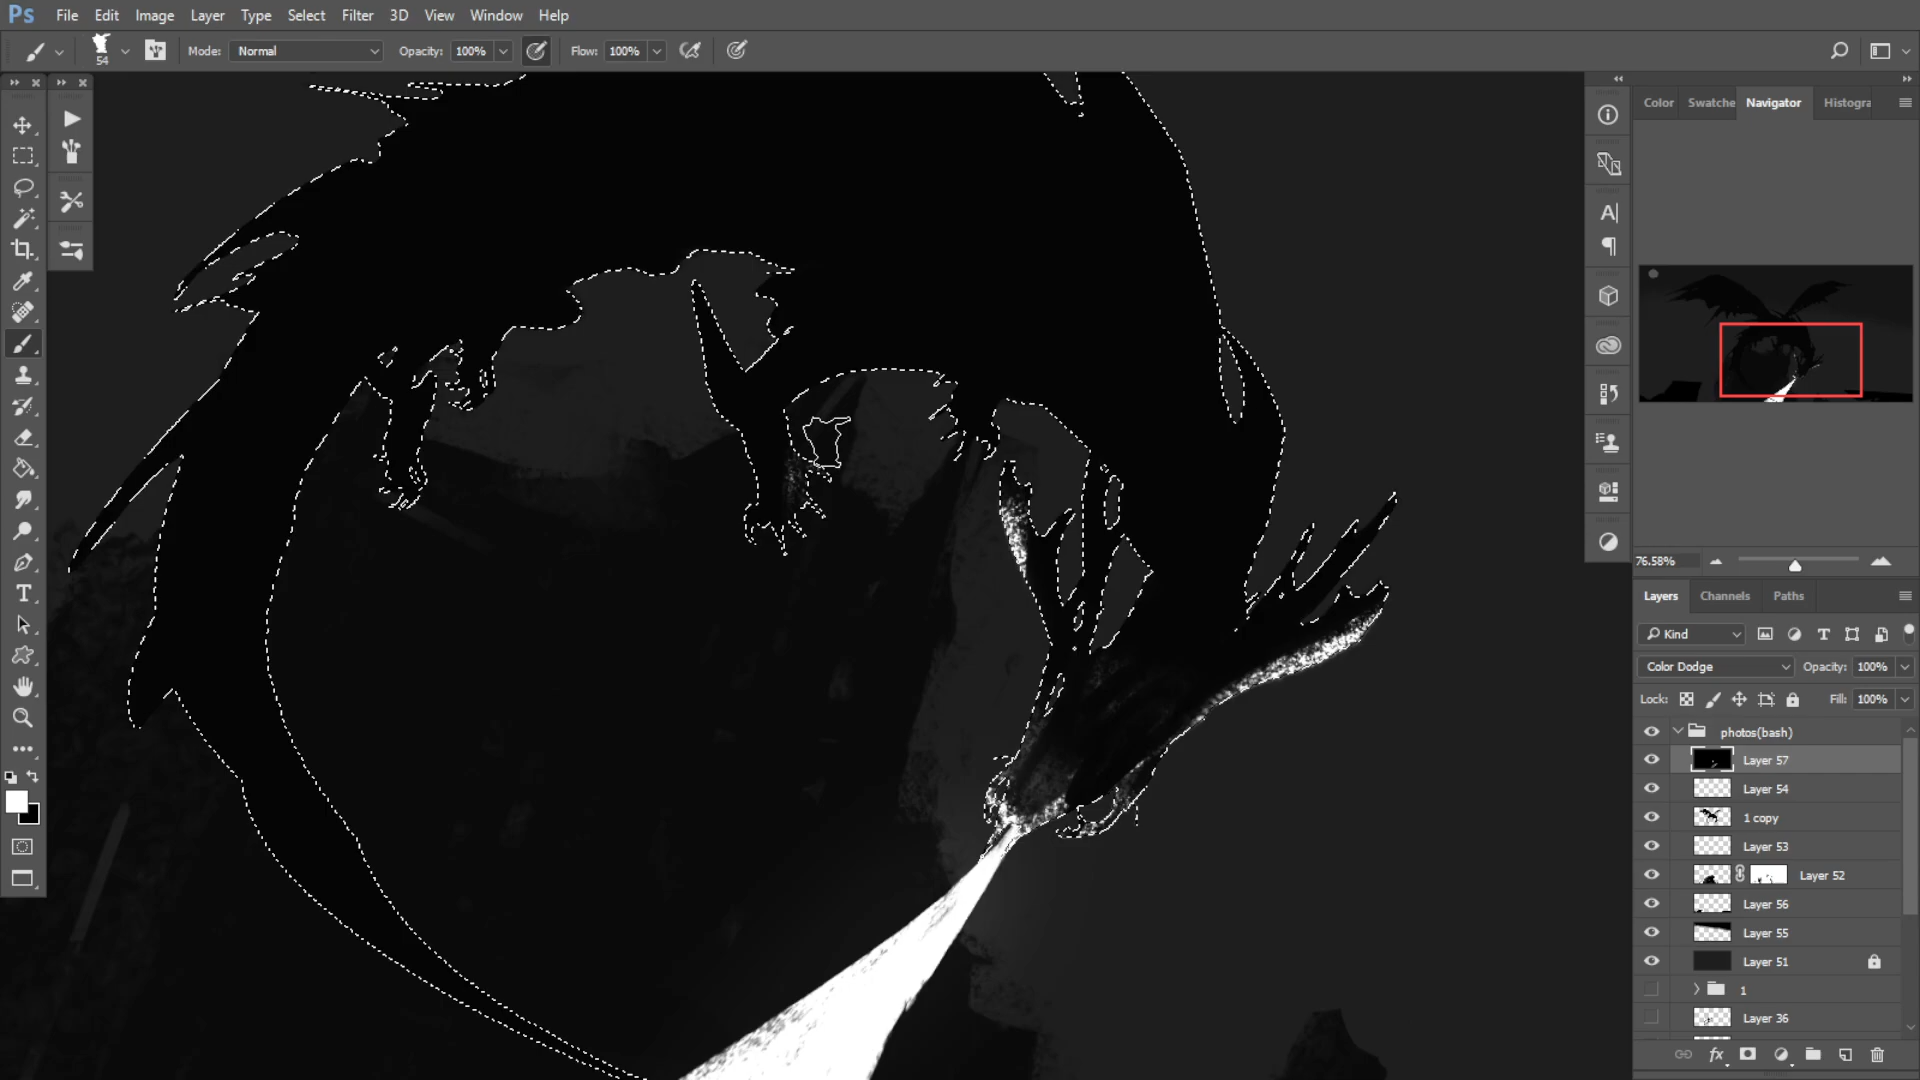 Ps File Edit Image Layer Type Select Filter 3D View Window Help
54 Mode: Normal Opacity: 100% Flow: 100%
Color Swatche Navigator Histogra
76.58%
Layers Channels Paths
Kind
Color Dodge Opacity: 100%
Lock: Fill: 100%
photos(bash)
Layer 57
Layer 54
1 copy
Layer 53
Layer 52
Layer 56
Layer 55
Layer 51
1
Layer 36
fx